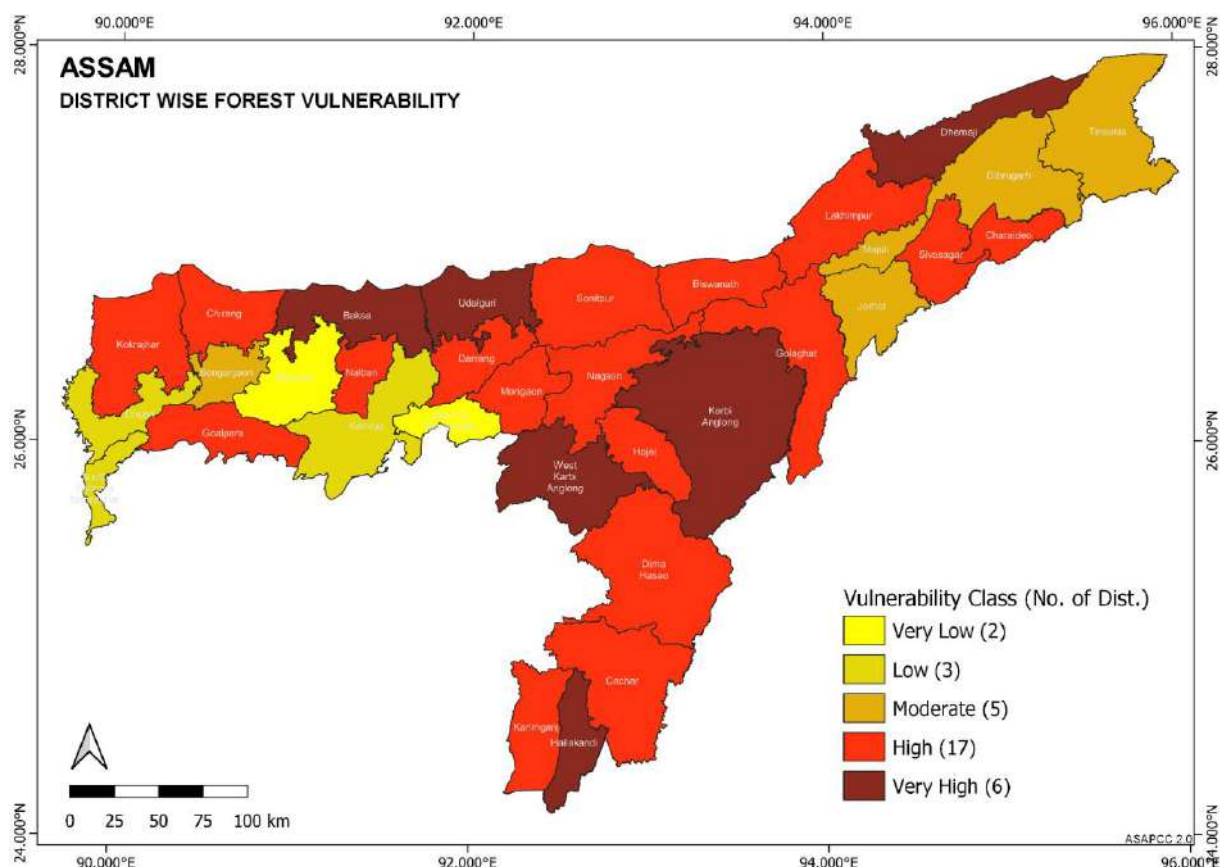 90.000°E 92.000°E 94.000°E 96.000°E
28.000°N
28.000°N
ASSAM
DISTRICT WISE FOREST VULNERABILITY
Dhemaji
Tinsukia
Dibrugarh
Lakhimpur
Majuli
Sivasagar
Charaideo
Jorhat
Biswanath
Sonitpur
Udalguri
Baksa
Chirang
Kokrajhar
Bongaigaon
Nalbari
Darrang
Morigaon
Nagaon
Golaghat
Goalpara
Kamrup
Karbi
Anglong
Hojai
West
Karbi
Anglong
Dima
Hasao
Cachar
Karimganj
Hailakandi
26.000°N
26.000°N
Vulnerability Class (No. of Dist.)
Very Low (2)
Low (3)
Moderate (5)
High (17)
Very High (6)
0 25 50 75 100 km
ASAPCC 2.0
24.000°N
24.000°N
90.000°E 92.000°E 94.000°E 96.000°E